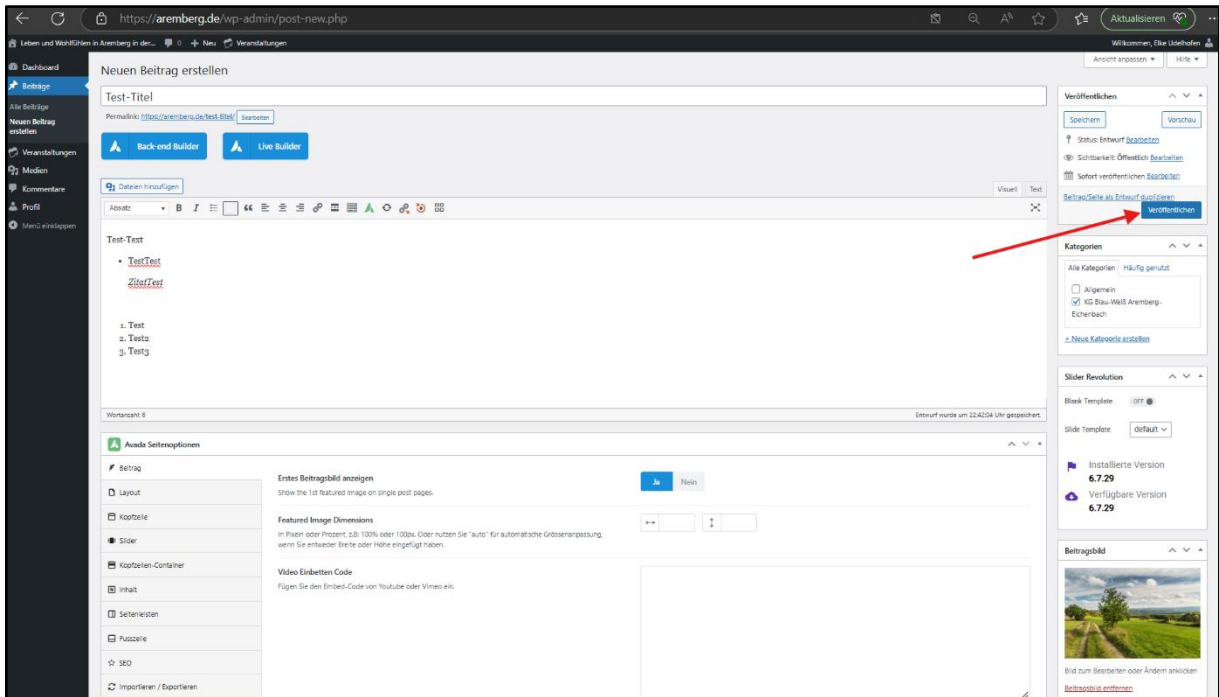 https://aremberg.de/wp-admin/post-new.php
Aktualisieren
Leben und Wohlfühlen in Aremberg in der... 0 + Neu Veranstaltungen
Willkommen, Elke Udelhofen
Dashboard
Beiträge
Alle Beiträge
Neuen Beitrag erstellen
Veranstaltungen
Medien
Kommentare
Profil
Menü einklappen
Ansicht anpassen
Hilfe
Neuen Beitrag erstellen
Test-Titel
Permalink: https://aremberg.de/test-titel/ Bearbeiten
Back-end Builder
Live Builder
Dateien hinzufügen
Visuell Text
Absatz
Test-Text
• TestTest
ZitatTest
1. Test
2. Test2
3. Test3
Wortanzahl: 6
Entwurf wurde um 22:42:04 Uhr gespeichert.
Avada Seitenoptionen
Beitrag
Layout
Kopfzeile
Slider
Kopfzeilen-Container
Inhalt
Seitenleisten
Fusszeile
SEO
Importieren / Exportieren
Erstes Beitragsbild anzeigen
Show the 1st featured image on single post pages.
Ja Nein
Featured Image Dimensions
In Pixeln oder Prozent, z.B: 100% oder 100px. Oder nutzen Sie "auto" für automatische Grössenanpassung,
wenn Sie entweder Breite oder Höhe eingefügt haben.
Video Einbetten Code
Fügen Sie den Embed-Code von Youtube oder Vimeo ein.
Veröffentlichen
Speichern
Vorschau
Status: Entwurf Bearbeiten
Sichtbarkeit: Öffentlich Bearbeiten
Sofort veröffentlichen Bearbeiten
Beitrag/Seite als Entwurf duplizieren
Veröffentlichen
Kategorien
Alle Kategorien Häufig genutzt
Allgemein
KG Blau-Weiß Aremberg-
Eichenbach
+ Neue Kategorie erstellen
Slider Revolution
Blank Template OFF
Slide Template default
Installierte Version
6.7.29
Verfügbare Version
6.7.29
Beitragsbild
Bild zum Bearbeiten oder Ändern anklicken
Beitragsbild entfernen